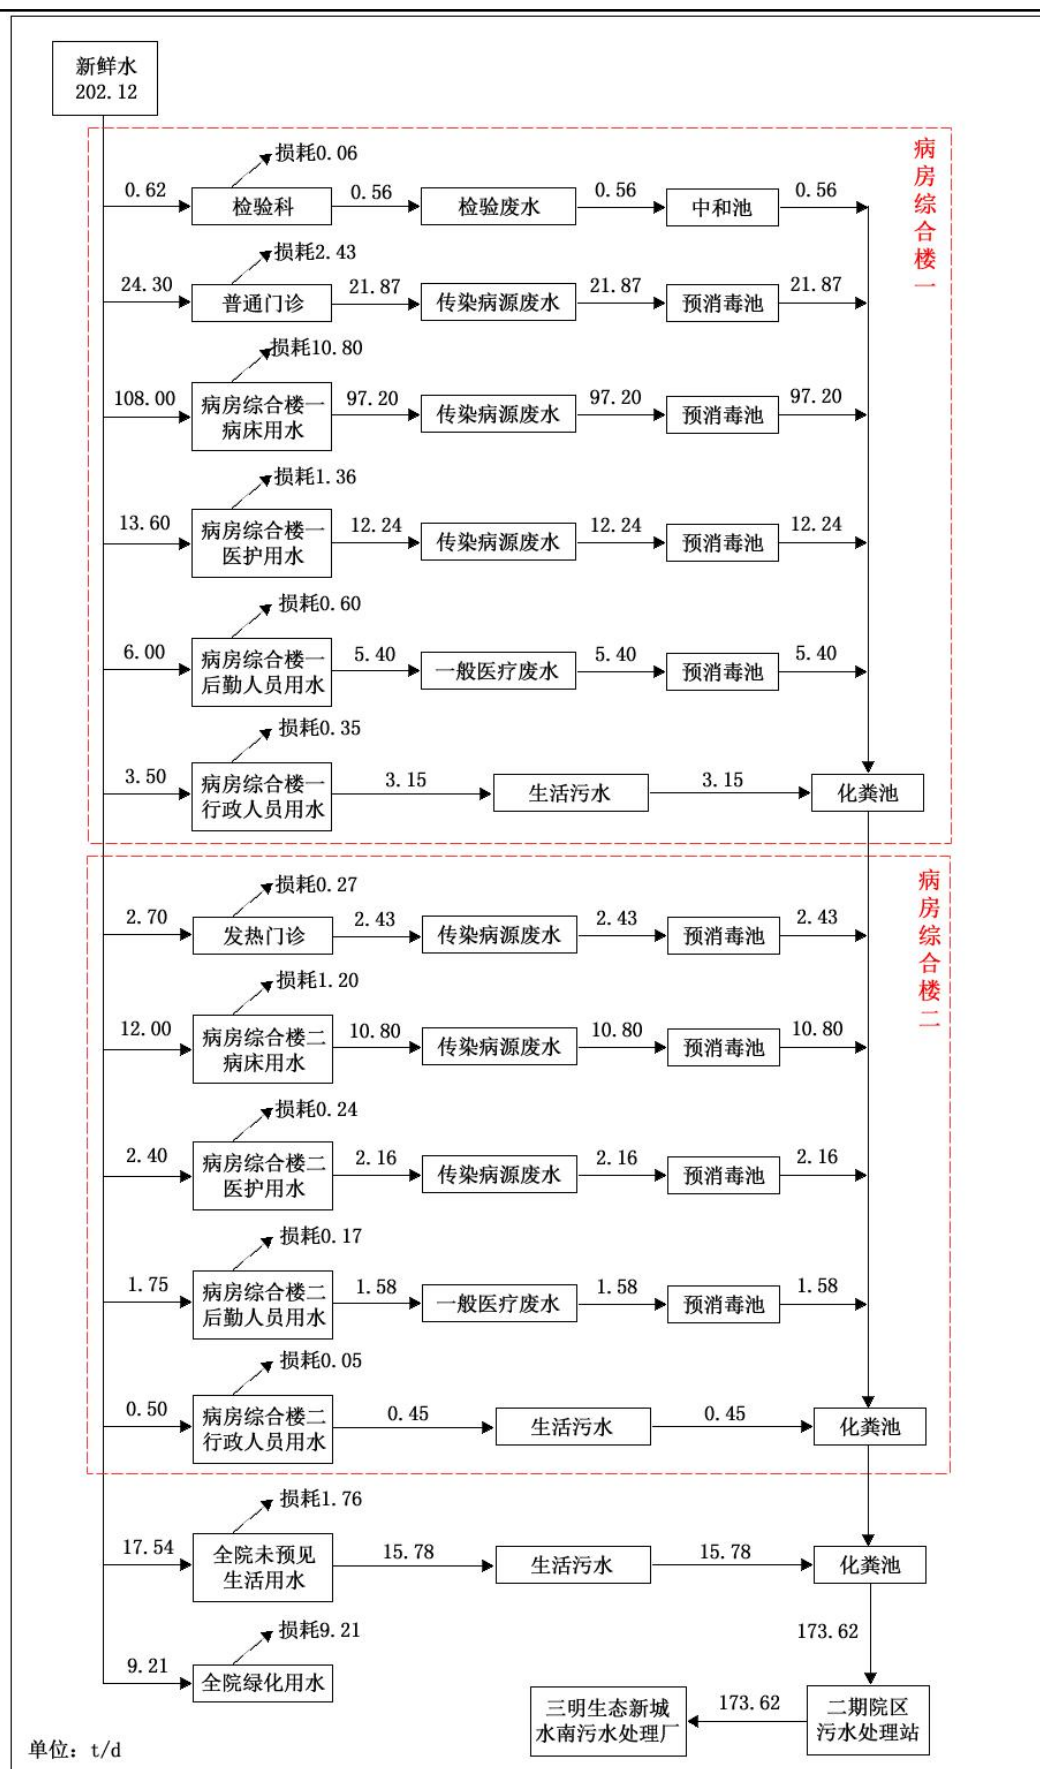 新鲜水
202.12
病房综合楼一
损耗0.06
0.62
检验科
0.56
检验废水
0.56
中和池
0.56
损耗2.43
24.30
普通门诊
21.87
传染病源废水
21.87
预消毒池
21.87
损耗10.80
108.00
病房综合楼一
病床用水
97.20
传染病源废水
97.20
预消毒池
97.20
损耗1.36
13.60
病房综合楼一
医护用水
12.24
传染病源废水
12.24
预消毒池
12.24
损耗0.60
6.00
病房综合楼一
后勤人员用水
5.40
一般医疗废水
5.40
预消毒池
5.40
损耗0.35
3.50
病房综合楼一
行政人员用水
3.15
生活污水
3.15
化粪池
病房综合楼二
损耗0.27
2.70
发热门诊
2.43
传染病源废水
2.43
预消毒池
2.43
损耗1.20
12.00
病房综合楼二
病床用水
10.80
传染病源废水
10.80
预消毒池
10.80
损耗0.24
2.40
病房综合楼二
医护用水
2.16
传染病源废水
2.16
预消毒池
2.16
损耗0.17
1.75
病房综合楼二
后勤人员用水
1.58
一般医疗废水
1.58
预消毒池
1.58
损耗0.05
0.50
病房综合楼二
行政人员用水
0.45
生活污水
0.45
化粪池
损耗1.76
17.54
全院未预见
生活用水
15.78
生活污水
15.78
化粪池
损耗9.21
9.21
全院绿化用水
173.62
二期院区
污水处理站
173.62
三明生态新城
水南污水处理厂
单位：t/d